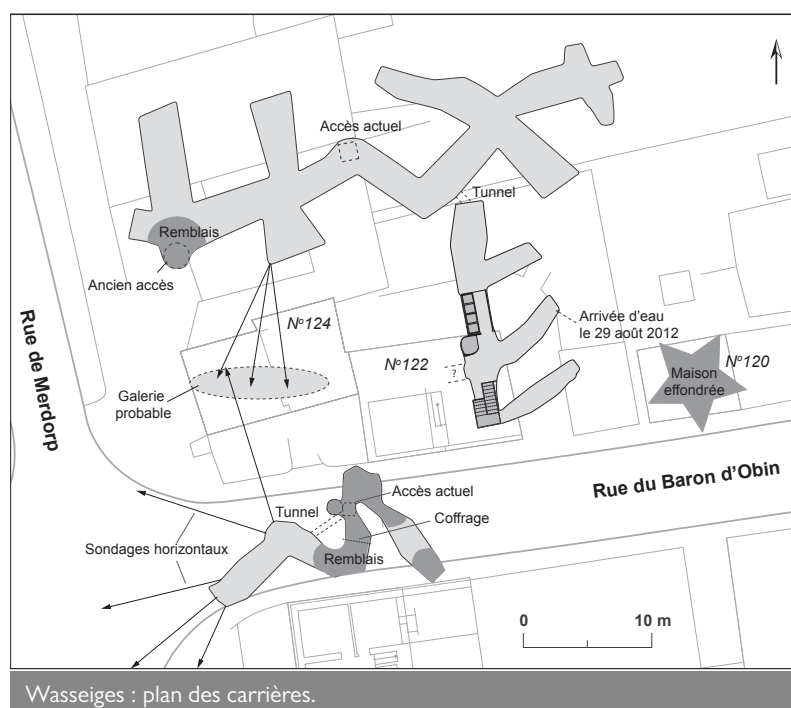 Accès actuel
Tunnel
Remblais
Ancien accès
Rue de Merdorp
N°124
Arrivée d'eau
le 29 août 2012
N°122
?
N°120
Maison
effondrée
Galerie
probable
Rue du Baron d'Obin
Accès actuel
Tunnel
Coffrage
Sondages horizontaux
Remblais
0
10 m
Wasseiges : plan des carrières.